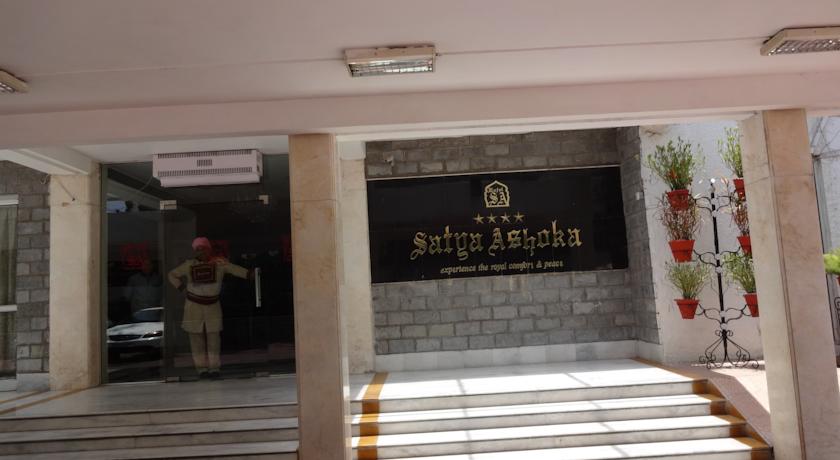 Hotel
SA
Satya Ashoka
experience the royal comfort & peace